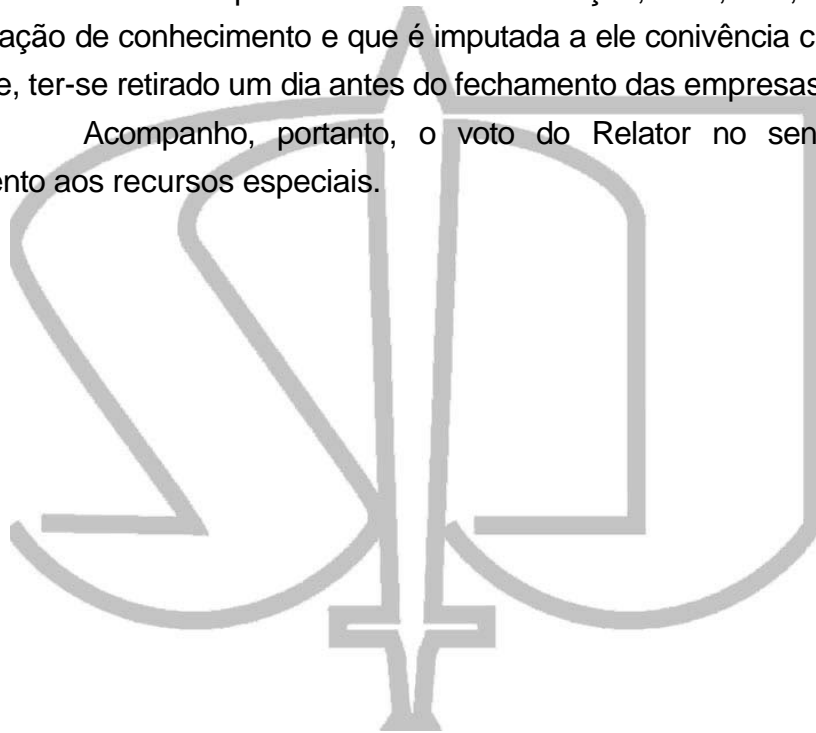 ação de conhecimento e que é imputada a ele conivência c
e, ter-se retirado um dia antes do fechamento das empresas
Acompanho, portanto, o voto do Relator no sen
ento aos recursos especiais.